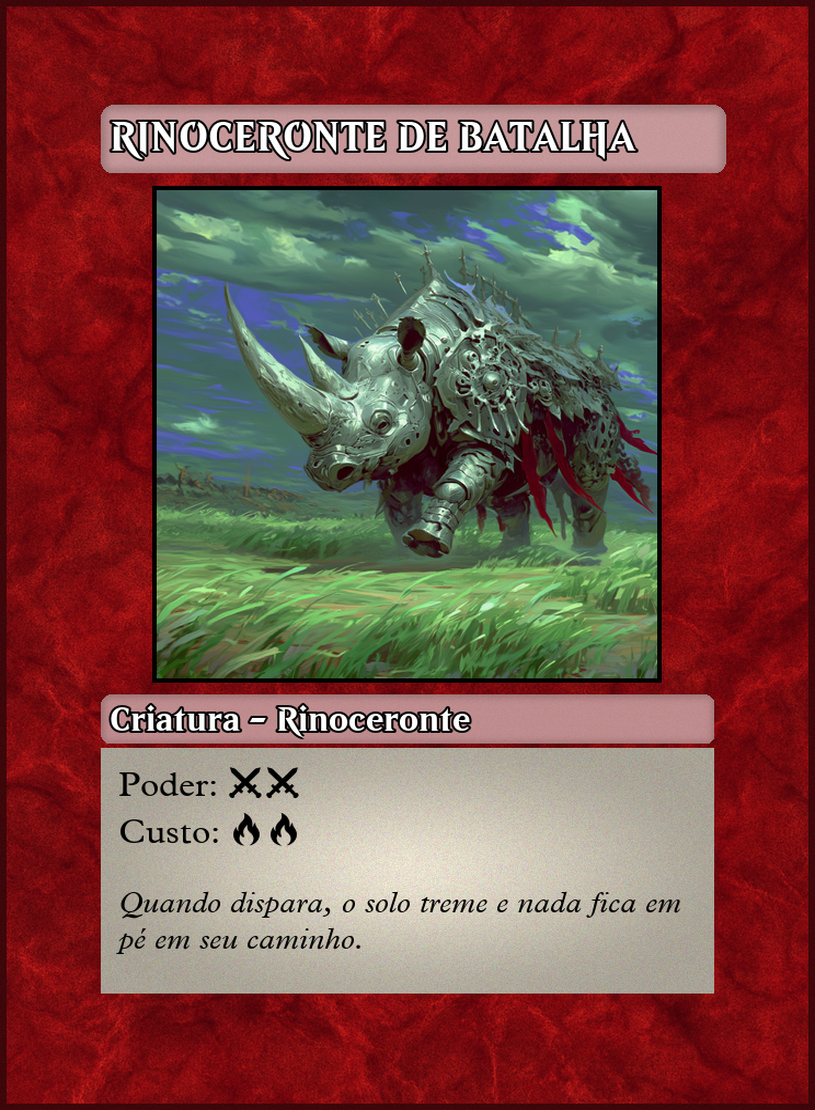 RINOCERONTE DE BATALHA
Criatura - Rinoceronte
Poder:
Custo:
Quando dispara, o solo treme e nada fica em
pé em seu caminho.